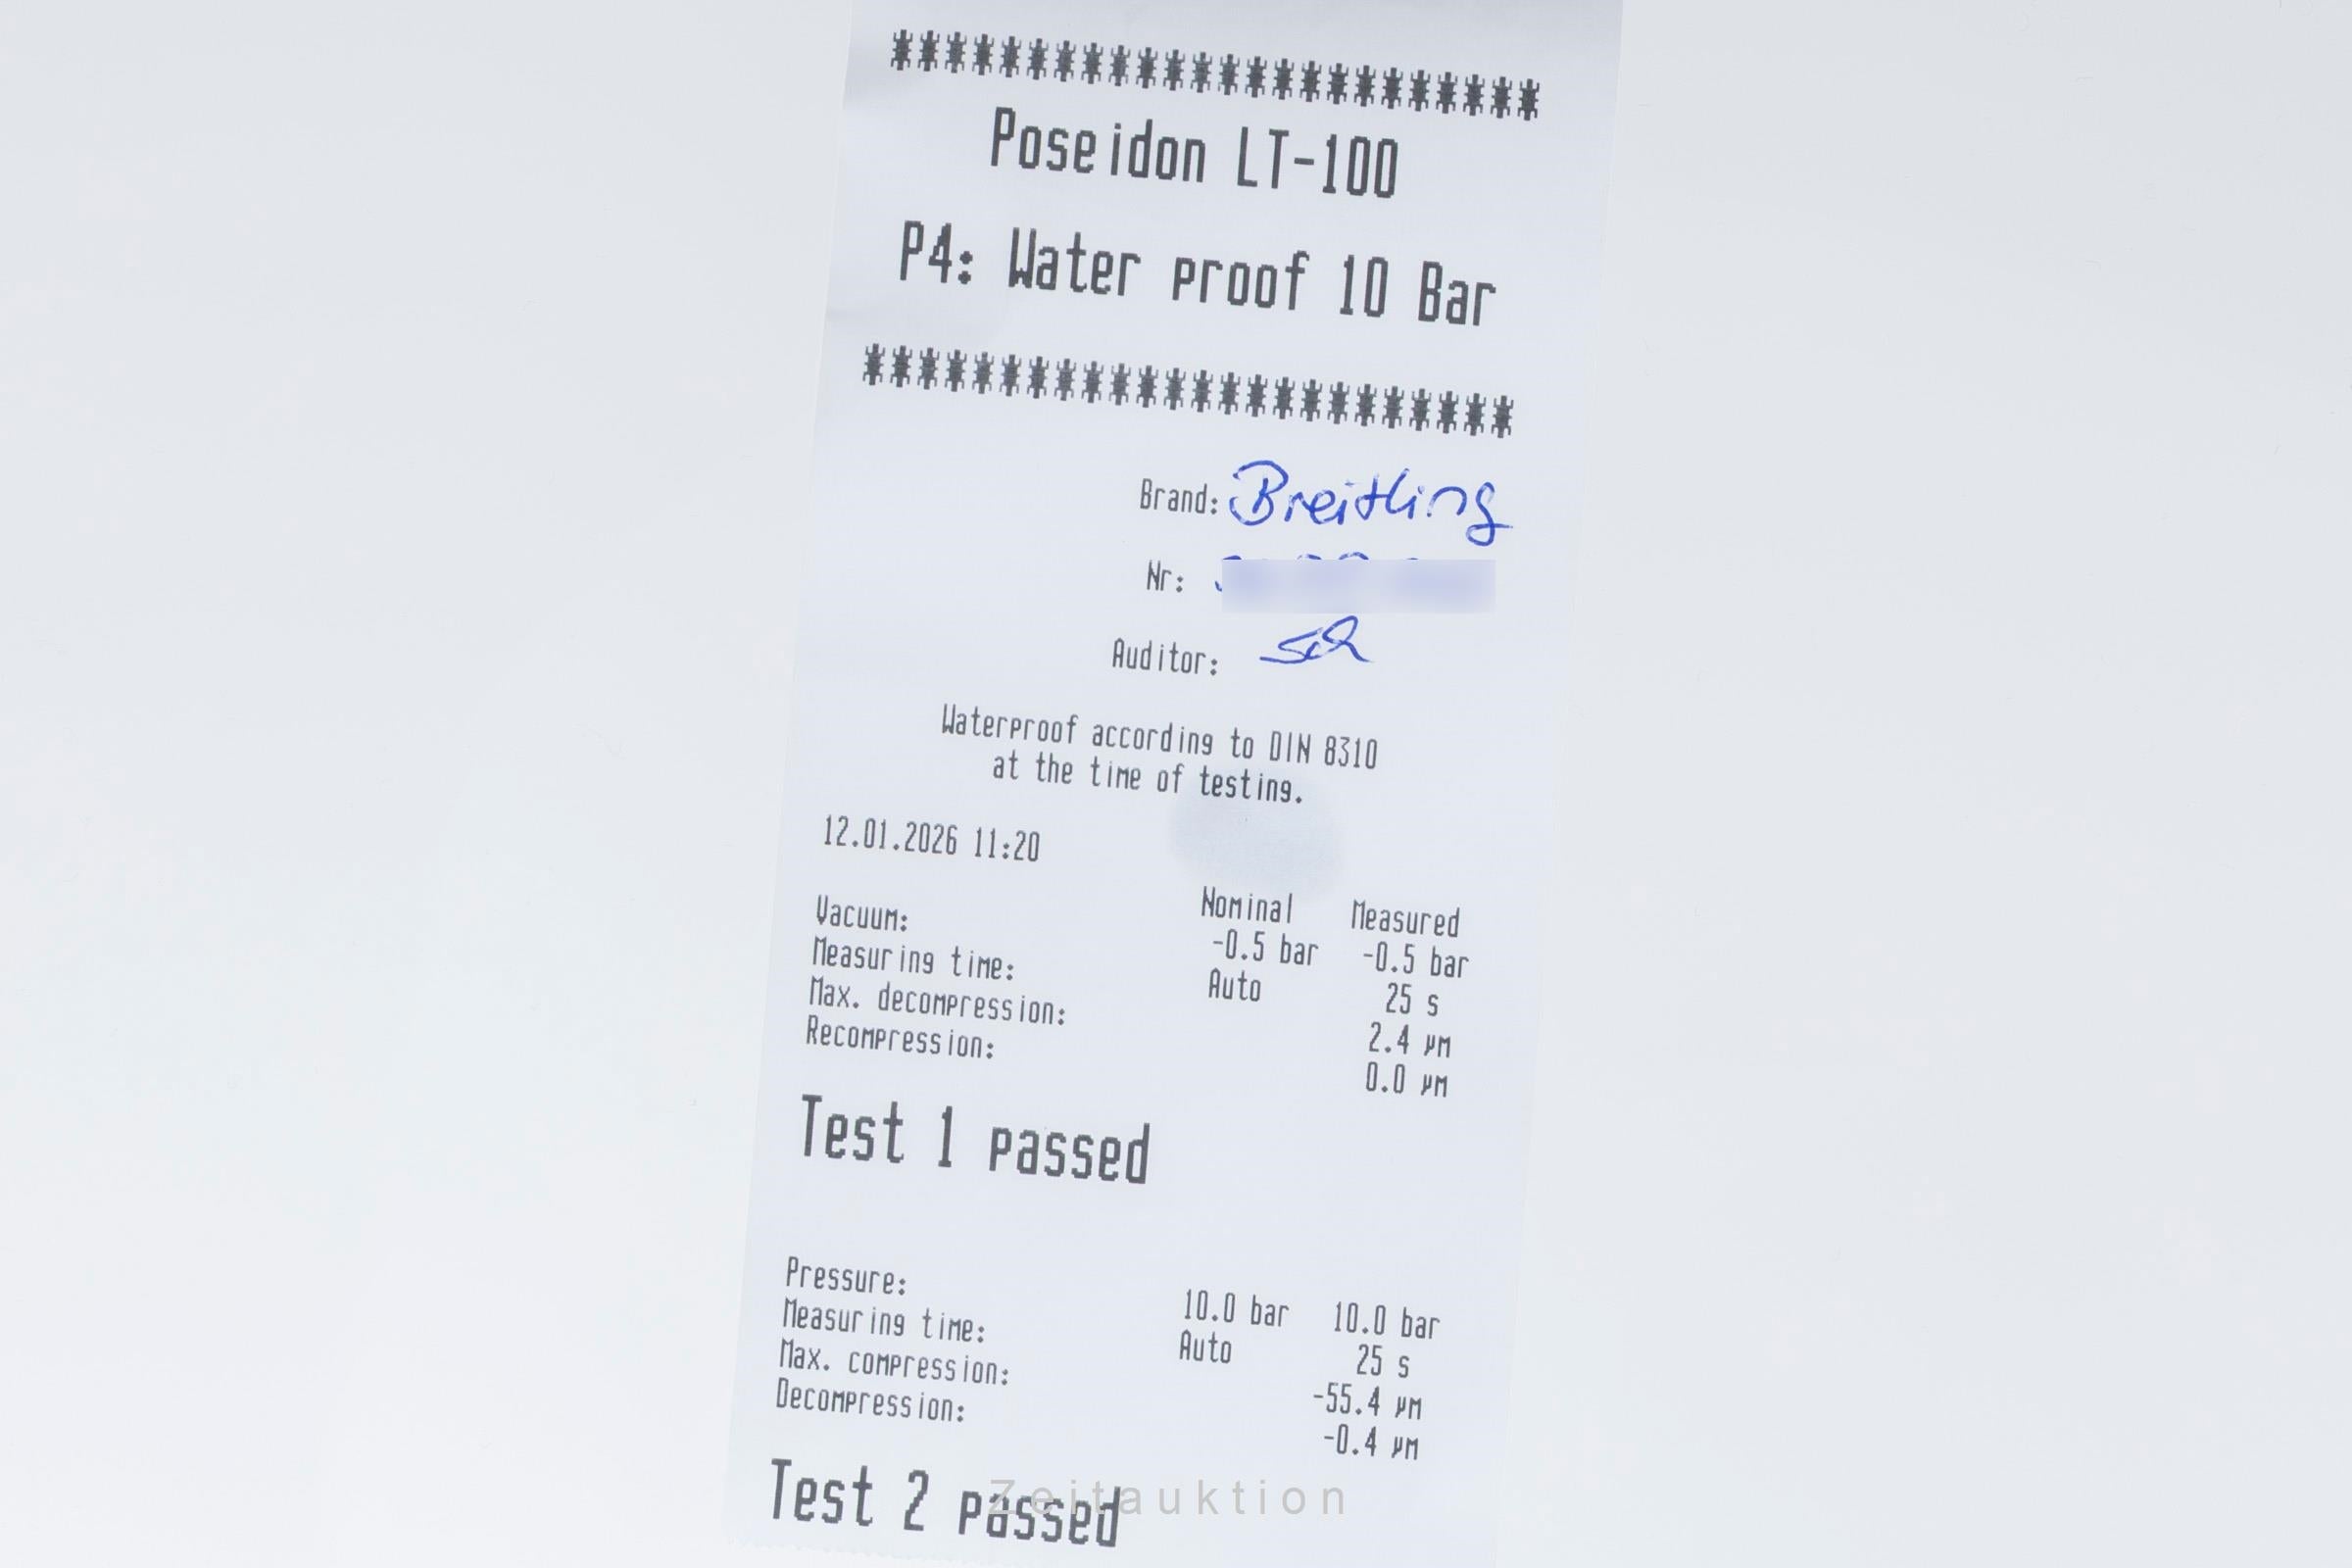 ************************
Poseidon LT-100
P4: Water proof 10 Bar
************************
Brand: Breitling
Nr:
Auditor:
Waterproof according to DIN 8310
at the time of testing.
12.01.2026 11:20
Nominal Measured
Vacuum: -0.5 bar -0.5 bar
Measuring time: Auto 25 s
Max. decompression: 2.4 µm
Recompression: 0.0 µm
Test 1 passed
Pressure: 10.0 bar 10.0 bar
Measuring time: Auto 25 s
Max. compression: -55.4 µm
Decompression: -0.4 µm
Test 2 passed
Zeitauktion